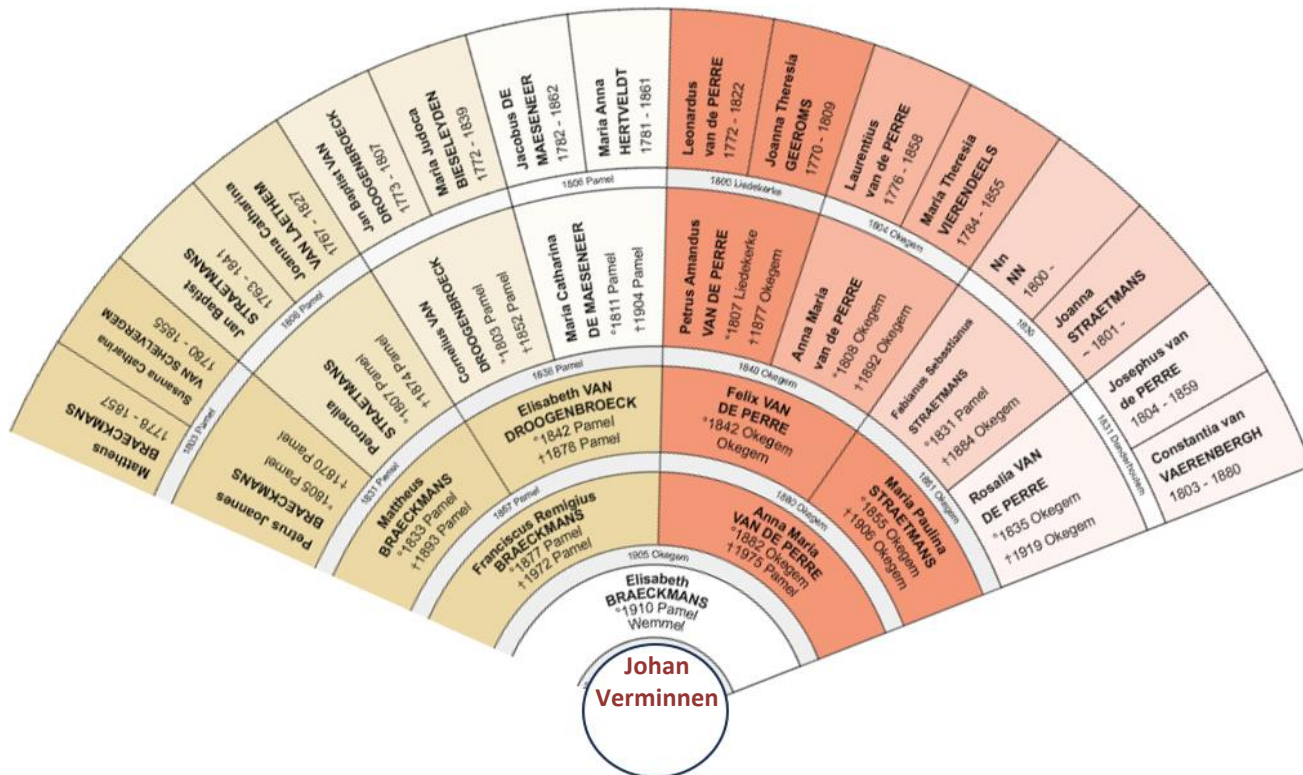 Mattheus
BRAECKMANS
1778 - 1857
Susanna Catharina
VAN SCHELVERGEM
1780 - 1855
Jan Baptist
STRAETMANS
1763 - 1841
Joanna Catharina
VAN LAETHEM
1767 - 1827
Jan Baptist VAN
DROOGENBROECK
1773 - 1807
Maria Judoca
BIESELLEYDEN
1772 - 1839
Jacobus DE
MAESENEER
1782 - 1862
Maria Anna
HERTVELDT
1781 - 1861
Leonardus
van de PERRE
1772 - 1822
Joanna Theresia
GEEROMS
1770 - 1809
Laurentius
van de PERRE
1776 - 1858
Maria Theresia
VIERENDEELS
1784 - 1855
Nn
NN
1800 -
Joanna
STRAETMANS
~ 1801 -
Josephus van
de PERRE
1804 - 1859
Constantia van
VAERENBERGH
1803 - 1880
1803 Pamel
1806 Pamel
1806 Pamel
1800 Liedekerke
1804 Okegem
1830
1831 Denderhoutem
Petrus Joannes
BRAECKMANS
°1805 Pamel
†1870 Pamel
Petronella
STRAETMANS
°1807 Pamel
†1874 Pamel
Cornelius VAN
DROOGENBROECK
°1803 Pamel
†1852 Pamel
Maria Catharina
DE MAESENEER
°1811 Pamel
†1904 Pamel
Petrus Amandus
VAN DE PERRE
°1807 Liedekerke
†1877 Okegem
Anna Maria
van de PERRE
°1808 Okegem
†1892 Okegem
Fabianus Sebastianus
STRAETMANS
°1831 Pamel
†1884 Okegem
Rosalia VAN
DE PERRE
°1835 Okegem
†1919 Okegem
1831 Pamel
1836 Pamel
1840 Okegem
1861 Okegem
Mattheus
BRAECKMANS
°1833 Pamel
†1893 Pamel
Elisabeth VAN
DROOGENBROECK
°1842 Pamel
†1878 Pamel
Felix VAN
DE PERRE
°1842 Okegem
Okegem
Maria Paulina
STRAETMANS
°1855 Okegem
†1906 Okegem
1867 Pamel
1880 Okegem
Franciscus Remigius
BRAECKMANS
°1877 Pamel
†1972 Pamel
Anna Maria
VAN DE PERRE
°1882 Okegem
†1975 Pamel
1905 Okegem
Elisabeth
BRAECKMANS
°1910 Pamel
Wemmel
Johan
Verminnen